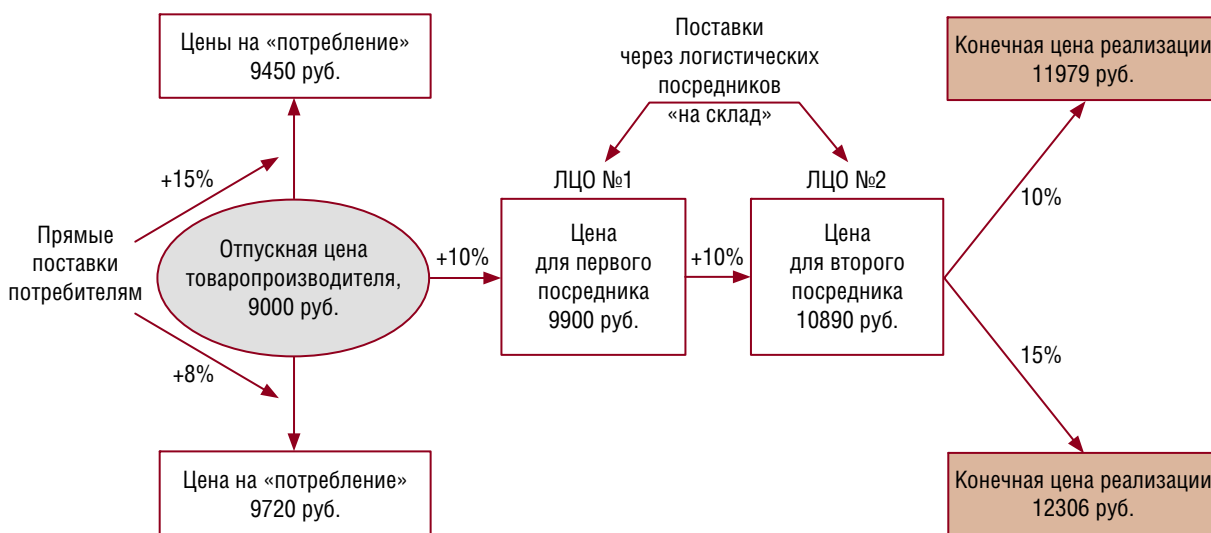 Цены на «потребление»
9450 руб.
Поставки
через логистических
посредников
«на склад»
Конечная цена реализации
11979 руб.
+15%
ЛЦО №1
ЛЦО №2
10%
Прямые
поставки
потребителям
Отпускная цена
товаропроизводителя,
9000 руб.
+10%
Цена
для первого
посредника
9900 руб.
+10%
Цена
для второго
посредника
10890 руб.
+8%
15%
Цена на «потребление»
9720 руб.
Конечная цена реализации
12306 руб.